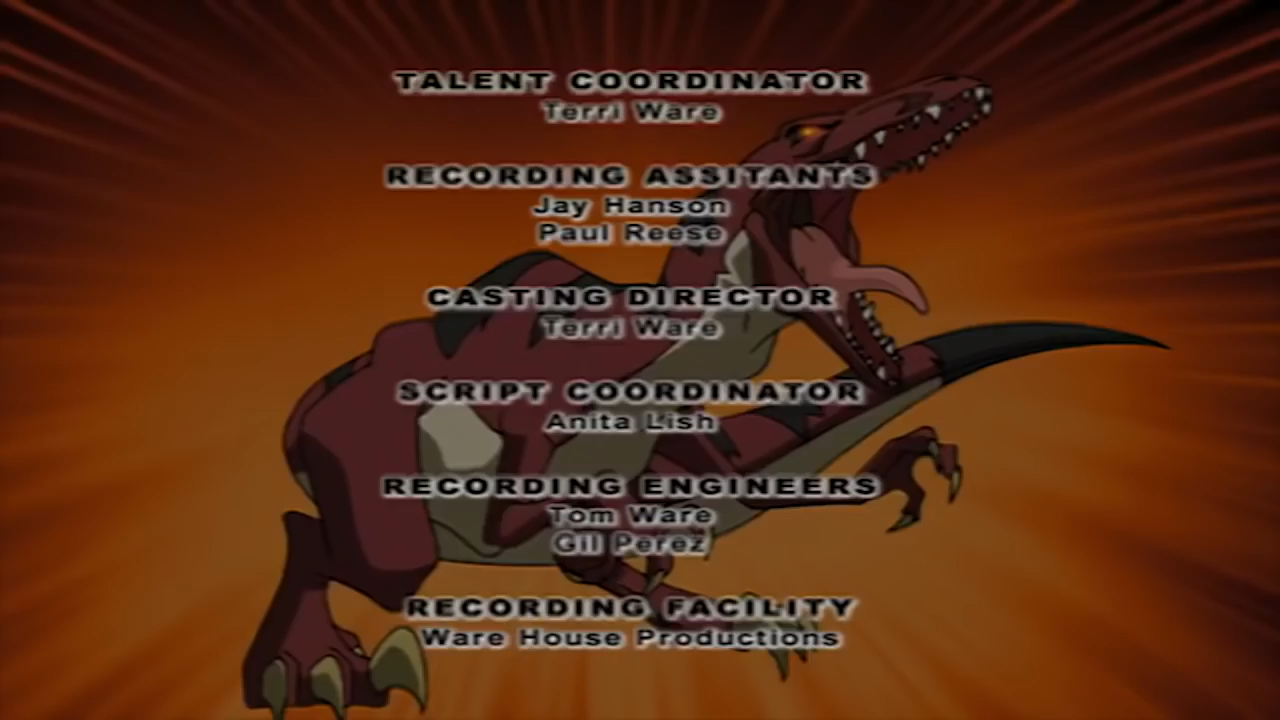 TALENT COORDINATOR
Terri Ware
RECORDING ASSITANTS
Jay Hanson
Paul Reese
CASTING DIRECTOR
Terri Ware
SCRIPT COORDINATOR
Anita Lish
RECORDING ENGINEERS
Tom Ware
Gil Perez
RECORDING FACILITY
Ware House Productions